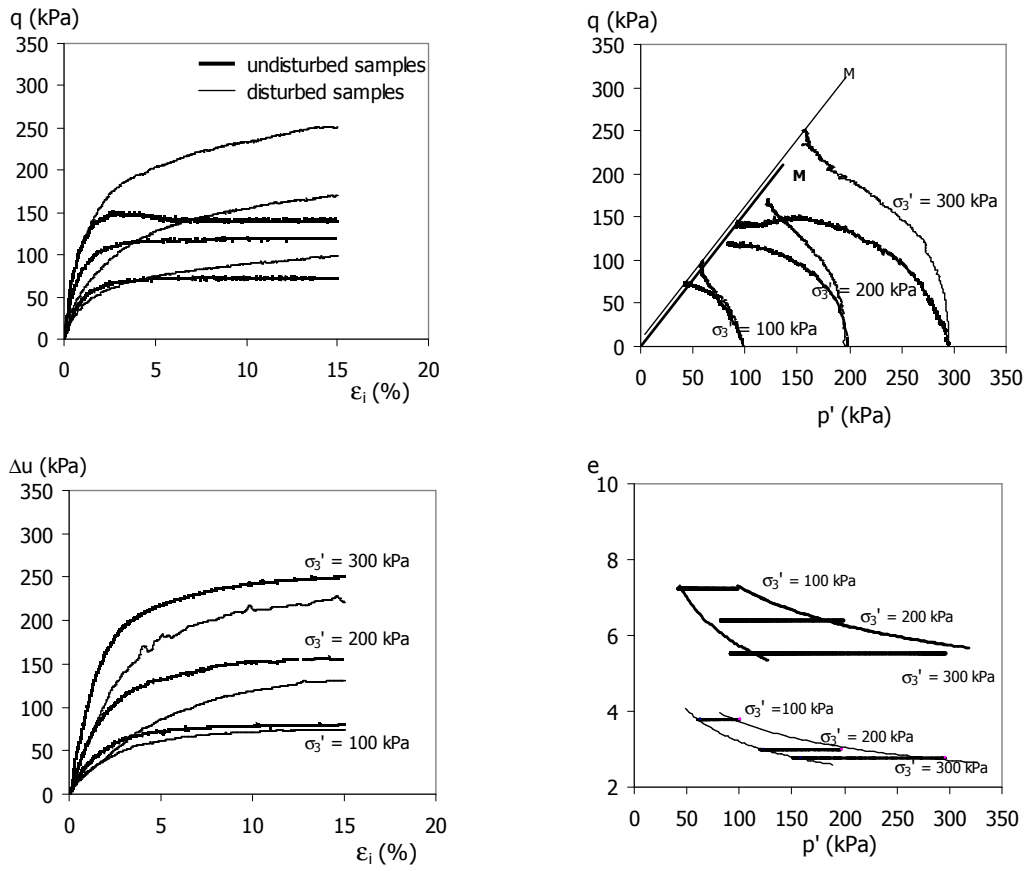 q (kPa)
350
300
250
200
150
100
50
0
0 5 10 15 20
εᵢ (%)
undisturbed samples
disturbed samples
q (kPa)
350
300
250
200
150
100
50
0
0 50 100 150 200 250 300 350
p' (kPa)
M
M
σ₃' = 300 kPa
σ₃' = 200 kPa
σ₃' = 100 kPa
Δu (kPa)
350
300
250
200
150
100
50
0
0 5 10 15 20
εᵢ (%)
σ₃' = 300 kPa
σ₃' = 200 kPa
σ₃' = 100 kPa
e
10
8
6
4
2
0 50 100 150 200 250 300 350
p' (kPa)
σ₃' = 100 kPa
σ₃' = 200 kPa
σ₃' = 300 kPa
σ₃' =100 kPa
σ₃' = 200 kPa
σ₃' = 300 kPa